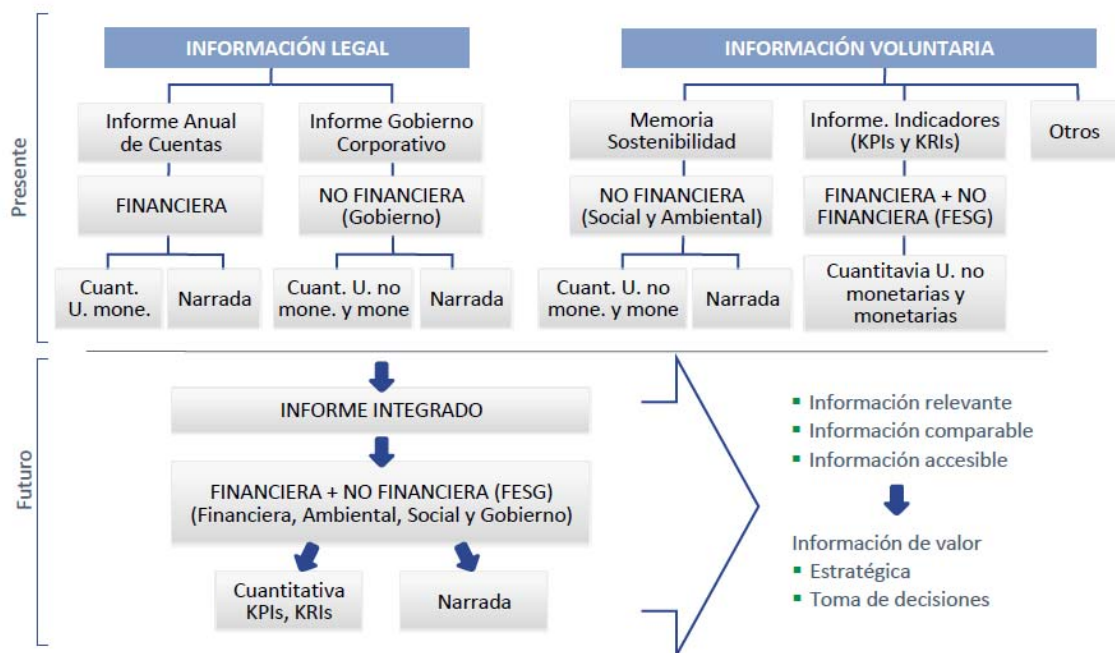 Presente
INFORMACIÓN LEGAL
INFORMACIÓN VOLUNTARIA
Informe Anual
de Cuentas
Informe Gobierno
Corporativo
Memoria
Sostenibilidad
Informe. Indicadores
(KPIs y KRIs)
Otros
FINANCIERA
NO FINANCIERA
(Gobierno)
NO FINANCIERA
(Social y Ambiental)
FINANCIERA + NO
FINANCIERA (FESG)
Cuant.
U. mone.
Narrada
Cuant. U. no
mone. y mone
Narrada
Cuant. U. no
mone. y mone
Narrada
Cuantitavia U. no
monetarias y
monetarias
Futuro
INFORME INTEGRADO
FINANCIERA + NO FINANCIERA (FESG)
(Financiera, Ambiental, Social y Gobierno)
Cuantitativa
KPIs, KRIs
Narrada
Información relevante
Información comparable
Información accesible
Información de valor
Estratégica
Toma de decisiones